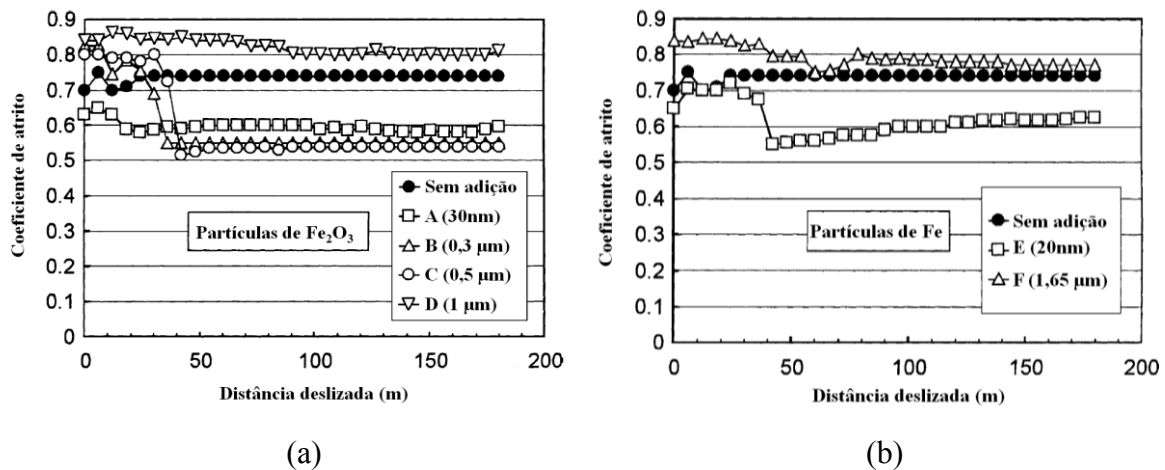 0.9
0.8
0.7
0.6
0.5
0.4
0.3
0.2
0.1
0
Coeficiente de atrito
Partículas de Fe2O3
Sem adição
A (30nm)
B (0,3 µm)
C (0,5 µm)
D (1 µm)
0 50 100 150 200
Distância deslizada (m)
(a)
0.9
0.8
0.7
0.6
0.5
0.4
0.3
0.2
0.1
0
Coeficiente de atrito
Partículas de Fe
Sem adição
E (20nm)
F (1,65 µm)
0 50 100 150 200
Distância deslizada (m)
(b)